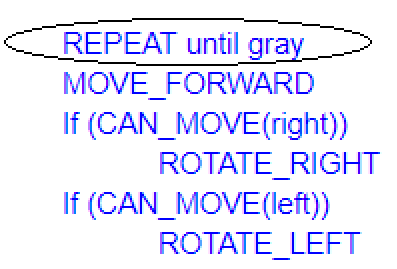 REPEAT until gray
MOVE_FORWARD
If (CAN_MOVE(right))
ROTATE_RIGHT
If (CAN_MOVE(left))
ROTATE_LEFT